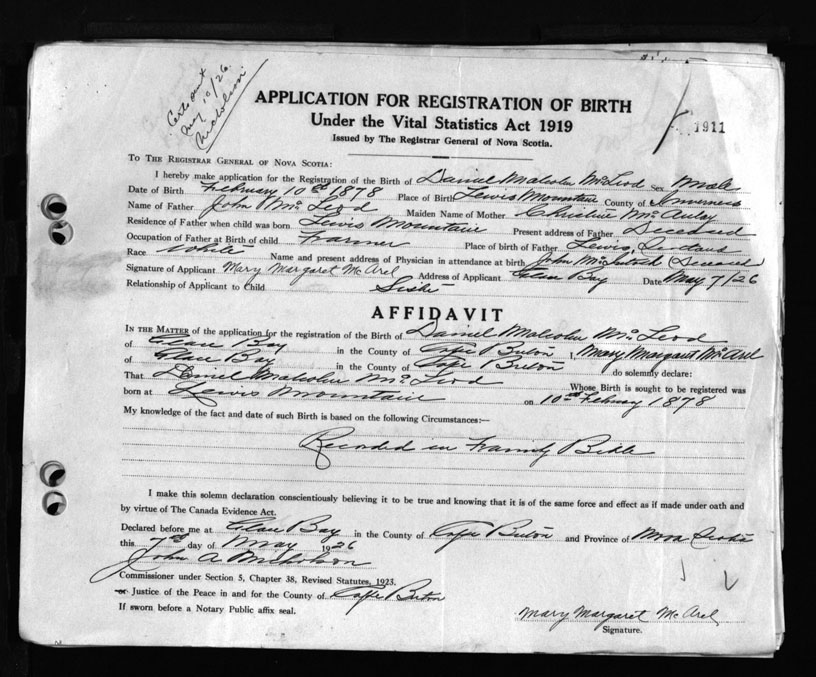 Certs out
May 10/26.
Nicholson
APPLICATION FOR REGISTRATION OF BIRTH
Under the Vital Statistics Act 1919
1911
Issued by The Registrar General of Nova Scotia.
To The Registrar General of Nova Scotia:
I hereby make application for the Registration of the Birth of Daniel Malcolm McLeod Sex Male
Date of Birth February 10th 1878 Place of Birth Lewis Mountain County of Inverness
Name of Father John McLeod Maiden Name of Mother Christine McAulay
Residence of Father when child was born Lewis Mountain Present address of Father Deceased
Occupation of Father at Birth of child Farmer Place of birth of Father Lewis,
Race White Name and present address of Physician in attendance at birth John McIntosh (Deceased
Signature of Applicant Mary Margaret McArel Address of Applicant Glace Bay Date May 7/26
Relationship of Applicant to Child Sister
AFFIDAVIT
In the Matter of the application for the registration of the Birth of Daniel Malcolm McLeod
of Glace Bay in the County of Cape Breton I, Mary Margaret McArel
of Glace Bay in the County of Cape Breton do solemnly declare:
That Daniel Malcolm McLeod Whose Birth is sought to be registered was
born at Lewis Mountain on 10th February 1878
My knowledge of the fact and date of such Birth is based on the following Circumstances:—
Recorded in Family Bible
I make this solemn declaration conscientiously believing it to be true and knowing that it is of the same force and effect as if made under oath and
by virtue of The Canada Evidence Act.
Declared before me at Glace Bay in the County of Cape Breton and Province of Nova Scotia
this 7th day of May 1926
John A Nicholson
Commissioner under Section 5, Chapter 38, Revised Statutes, 1923.
or Justice of the Peace in and for the County of Cape Breton
If sworn before a Notary Public affix seal.
Mary Margaret McArel
Signature.